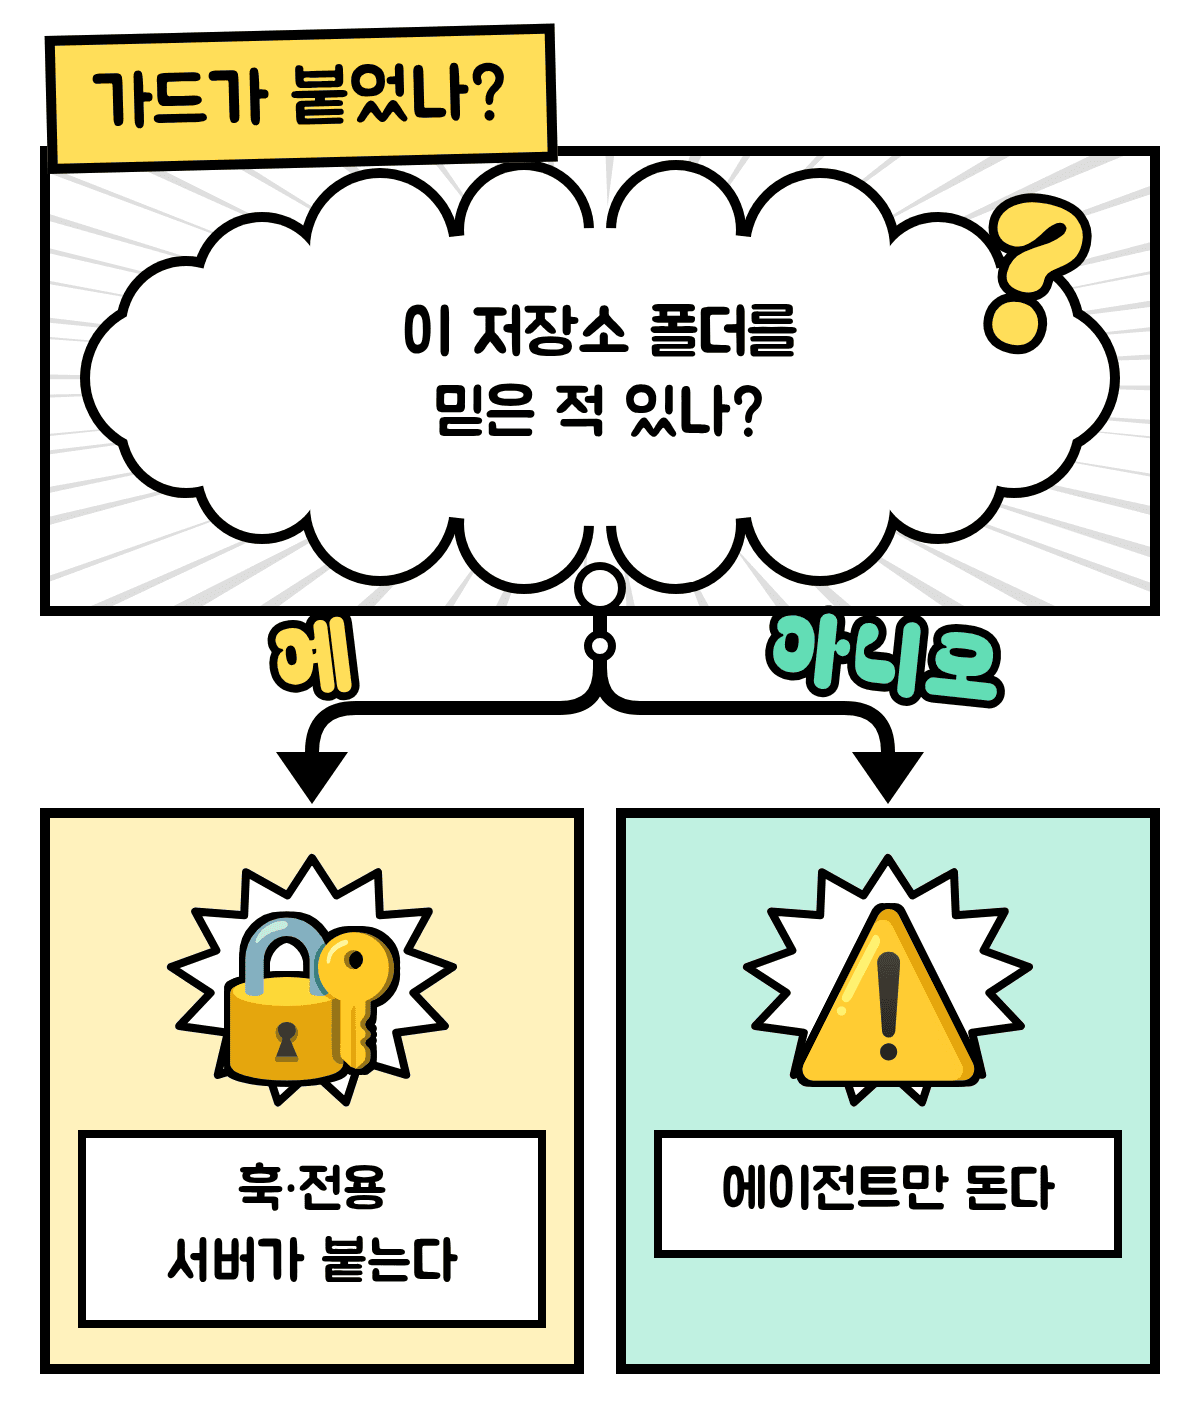 가드가 붙었나?
이 저장소 폴더를
믿은 적 있나?
예
아니오
훅·전용
서버가 붙는다
에이전트만 돈다